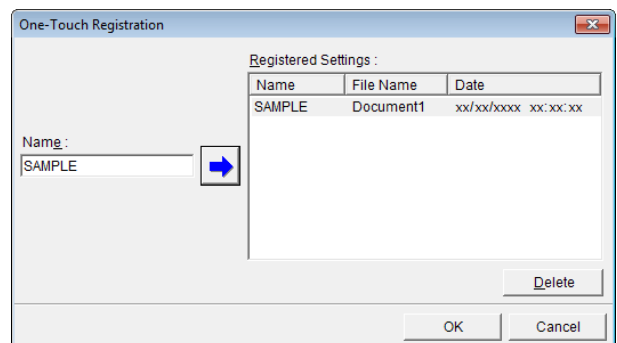 One-Touch Registration
Registered Settings :
Name File Name Date
SAMPLE Document1 xx/xx/xxxx xx:xx:xx
Name :
SAMPLE
Delete
OK Cancel